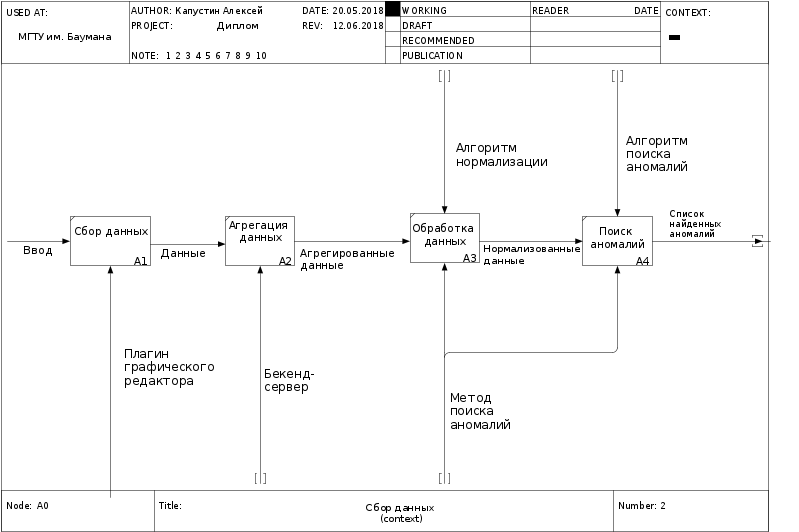 USED AT:
МГТУ им. Баумана
AUTHOR: Капустин Алексей
DATE: 20.05.2018
PROJECT: Диплом
REV: 12.06.2018
NOTE: 1 2 3 4 5 6 7 8 9 10
WORKING
DRAFT
RECOMMENDED
PUBLICATION
READER DATE
CONTEXT:
Алгоритм
нормализации
Алгоритм
поиска
аномалий
Ввод
Сбор данных
A1
Данные
Агрегация
данных
A2
Агрегированные
данные
Обработка
данных
A3
Нормализованные
данные
Поиск
аномалий
A4
Список
найденных
аномалий
Плагин
графического
редактора
Бекенд-
сервер
Метод
поиска
аномалий
Node: A0
Title:
Сбор данных
(context)
Number: 2